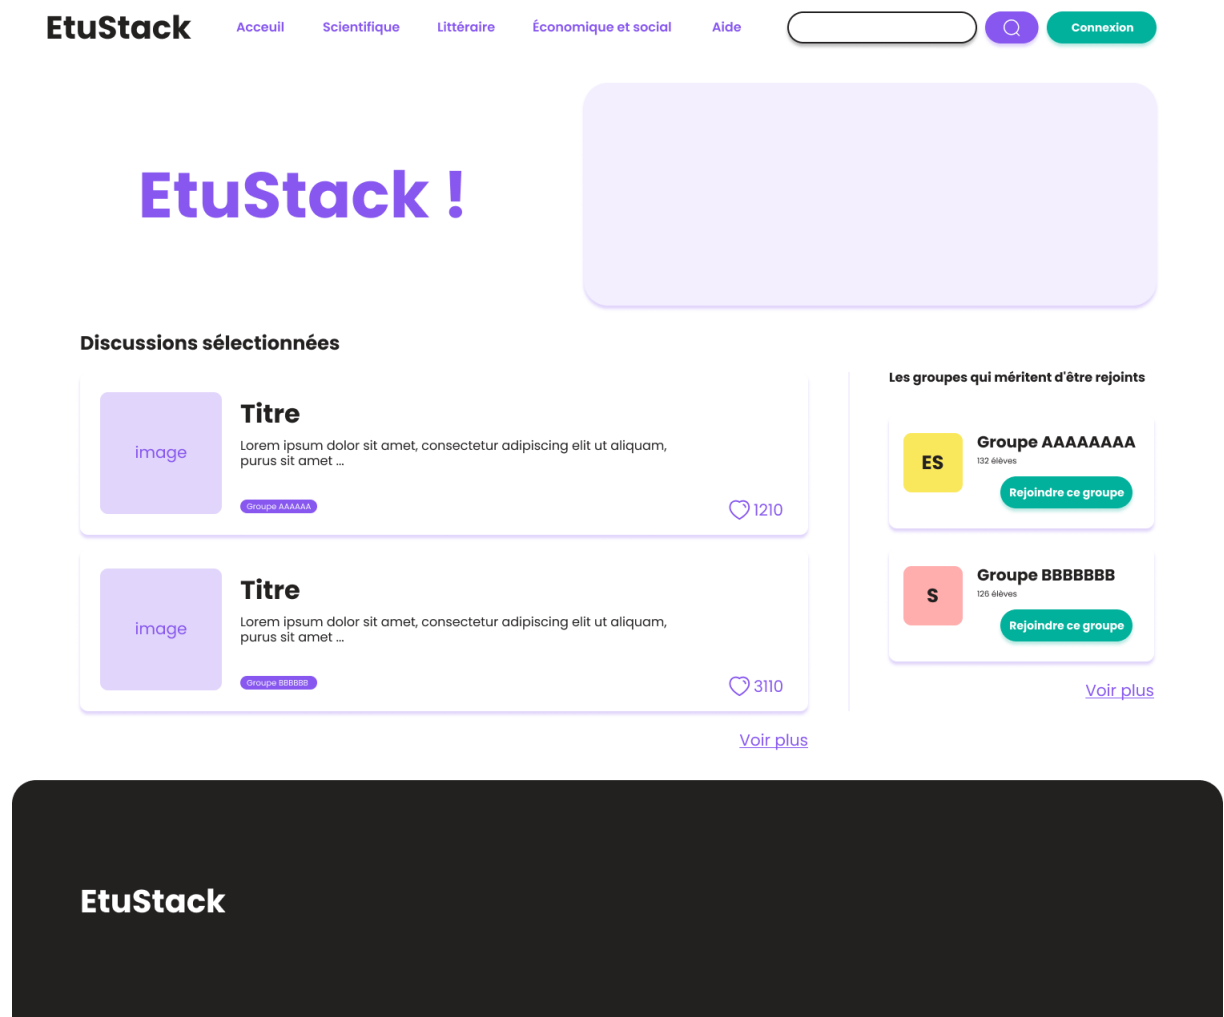 EtuStack
Acceuil
Scientifique
Littéraire
Économique et social
Aide
Connexion
EtuStack !
Discussions sélectionnées
image
Titre
Lorem ipsum dolor sit amet, consectetur adipiscing elit ut aliquam,
purus sit amet ...
Groupe AAAAAA
1210
image
Titre
Lorem ipsum dolor sit amet, consectetur adipiscing elit ut aliquam,
purus sit amet ...
Groupe BBBBBB
3110
Voir plus
Les groupes qui méritent d'être rejoints
ES
Groupe AAAAAAAA
132 élèves
Rejoindre ce groupe
S
Groupe BBBBBBB
126 élèves
Rejoindre ce groupe
Voir plus
EtuStack